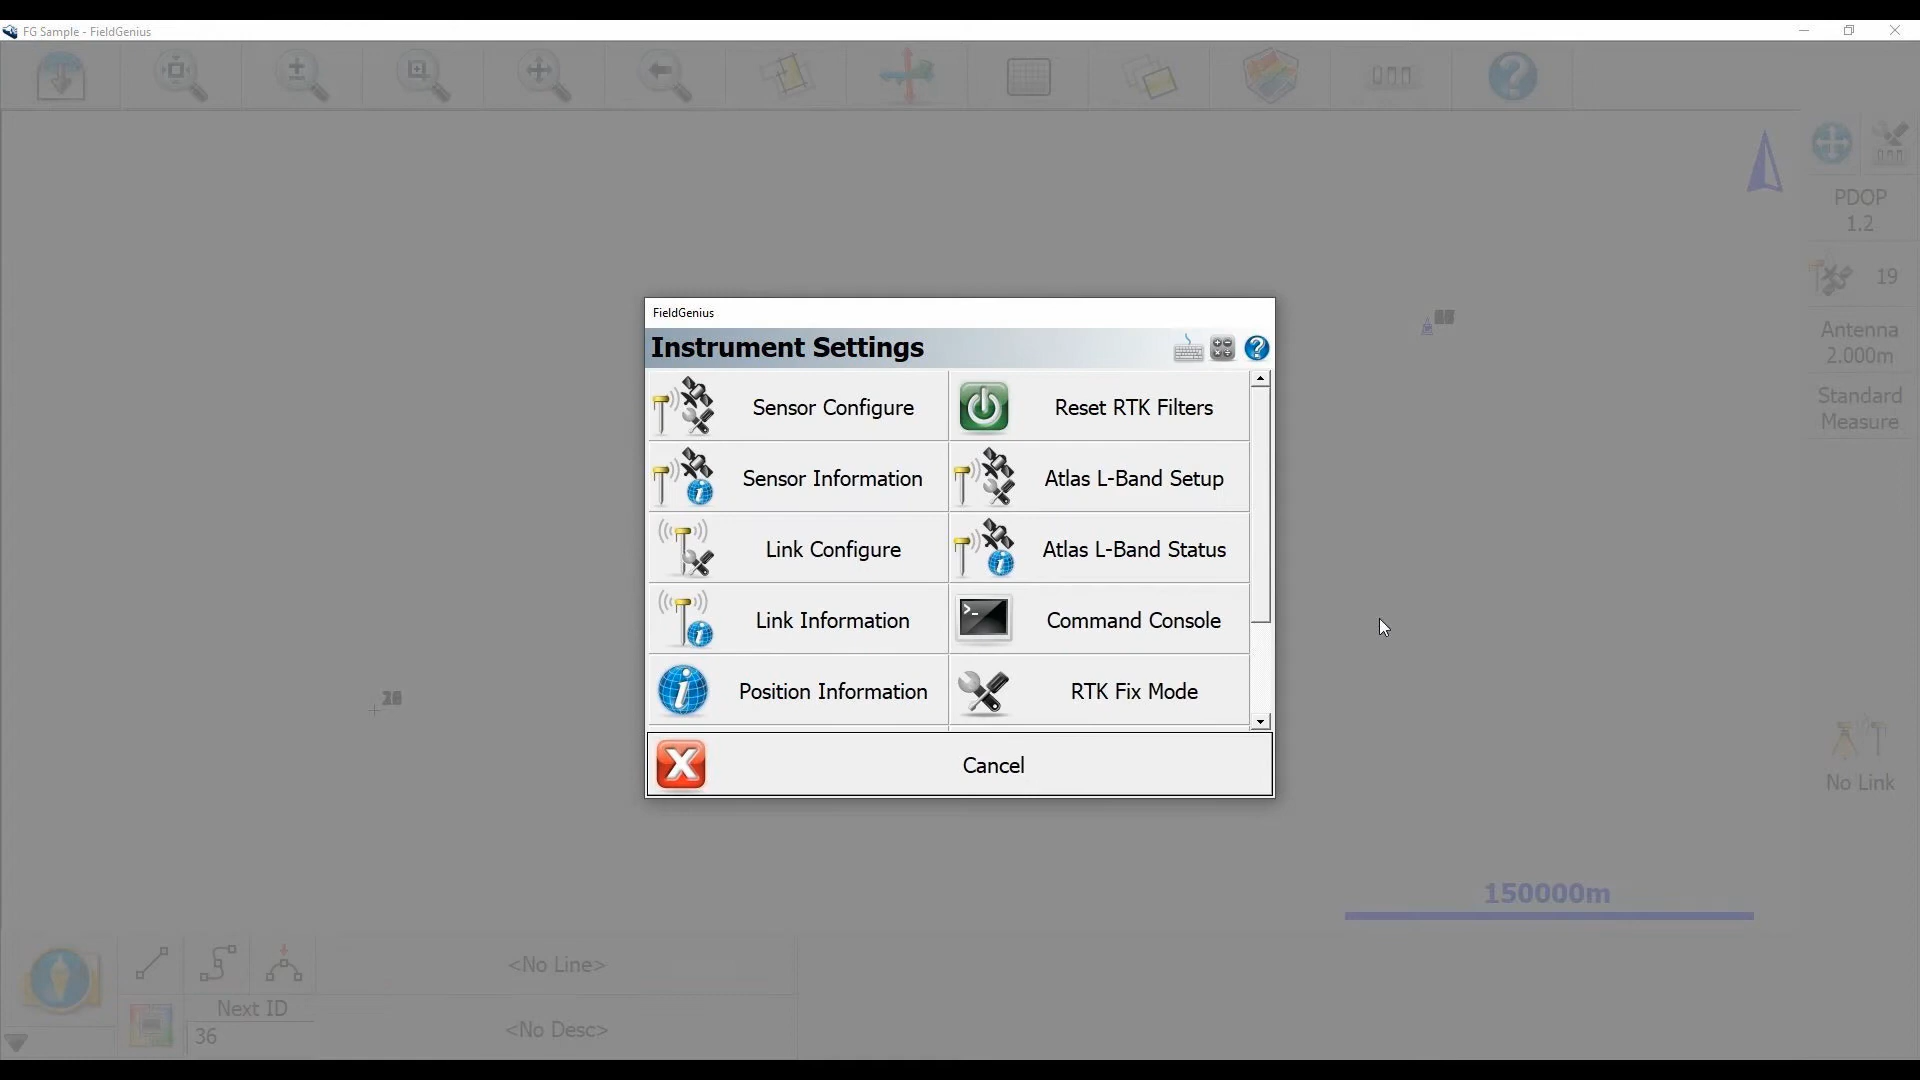 FG Sample - FieldGenius
PDOP
1.2
19
Antenna
2.000m
Standard
Measure
FieldGenius
Instrument Settings
Sensor Configure
Reset RTK Filters
Sensor Information
Atlas L-Band Setup
Link Configure
Atlas L-Band Status
Link Information
Command Console
Position Information
RTK Fix Mode
Cancel
No Link
150000m
<No Line>
Next ID
36
<No Desc>